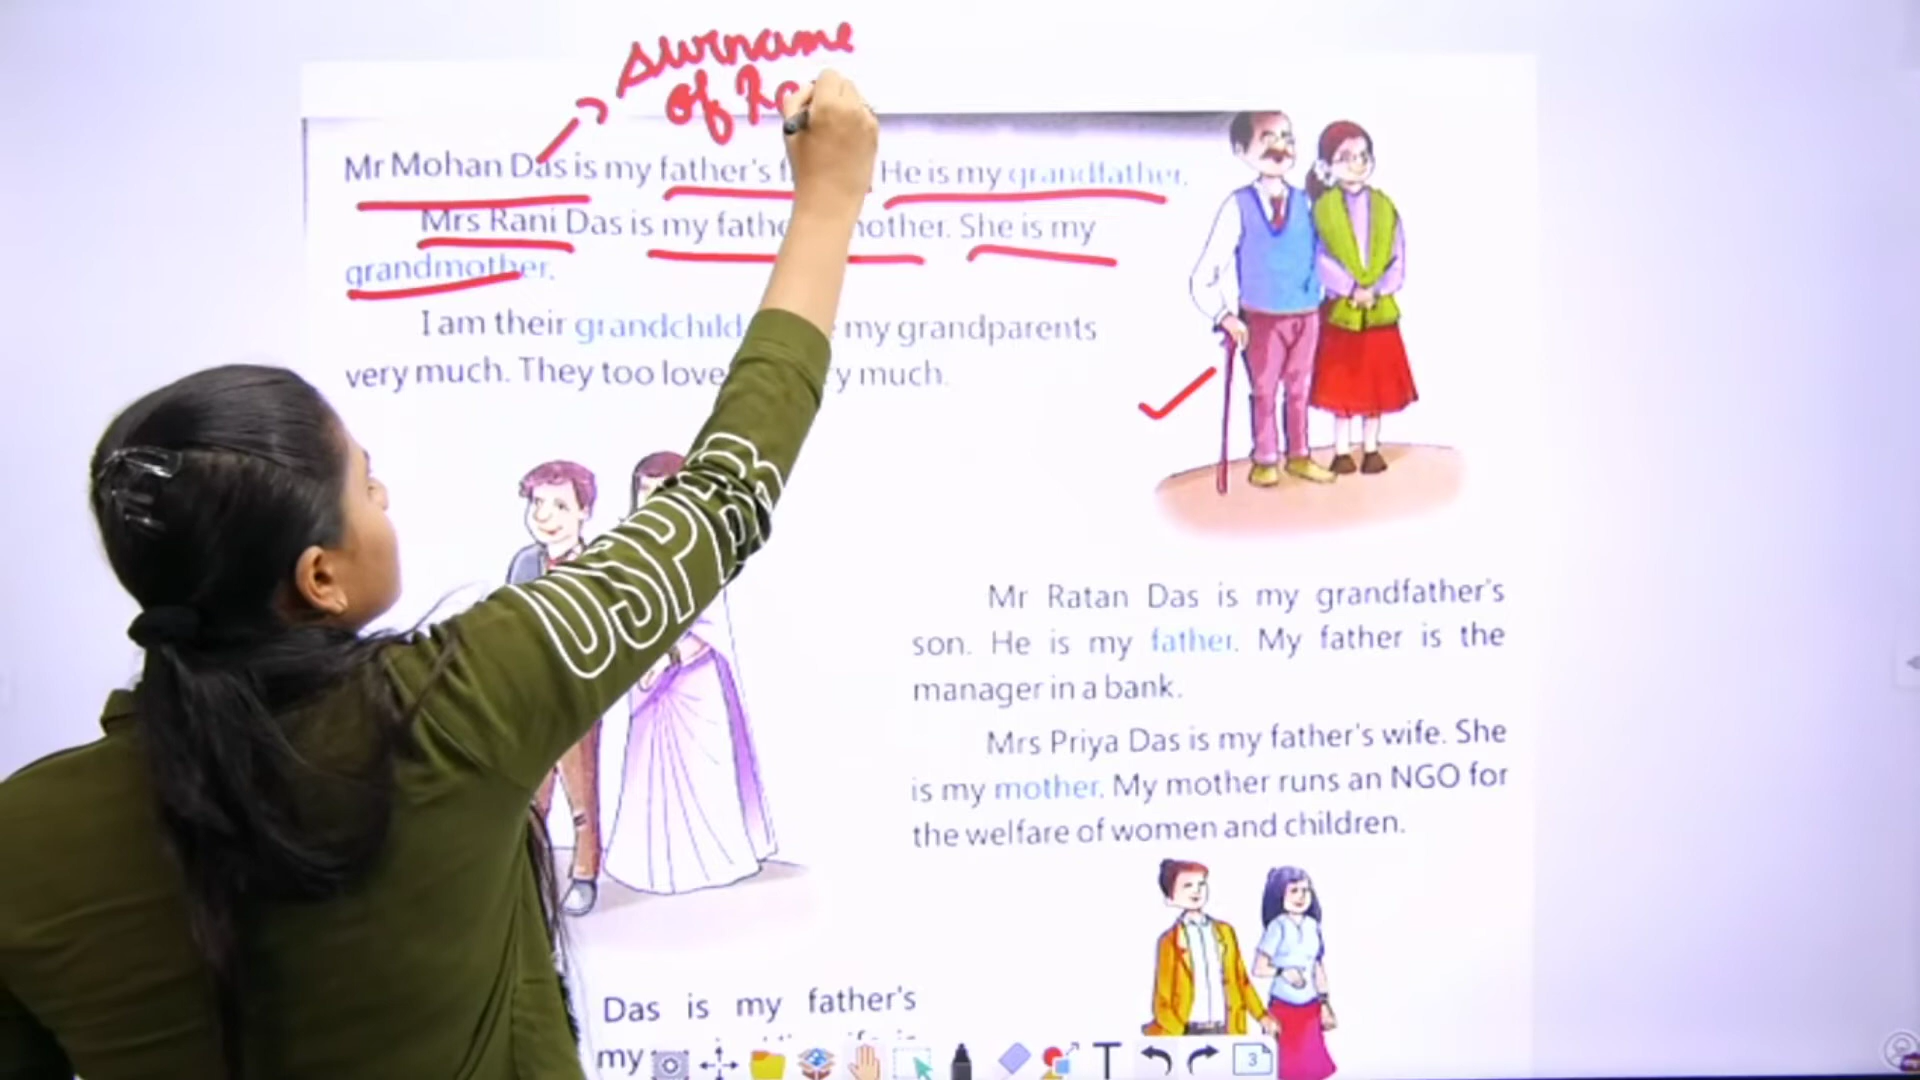 surname
of
Mr Mohan Das is my father's He is my grandfather.
Mrs Rani Das is my mother. She is my
grandmother.
I am their my grandparents
very much. They too love much.
USPA
Mr Ratan Das is my grandfather's
son. He is my father. My father is the
manager in a bank.
Mrs Priya Das is my father's wife. She
is my mother. My mother runs an NGO for
the welfare of women and children.
Das is my father's
my
T
3